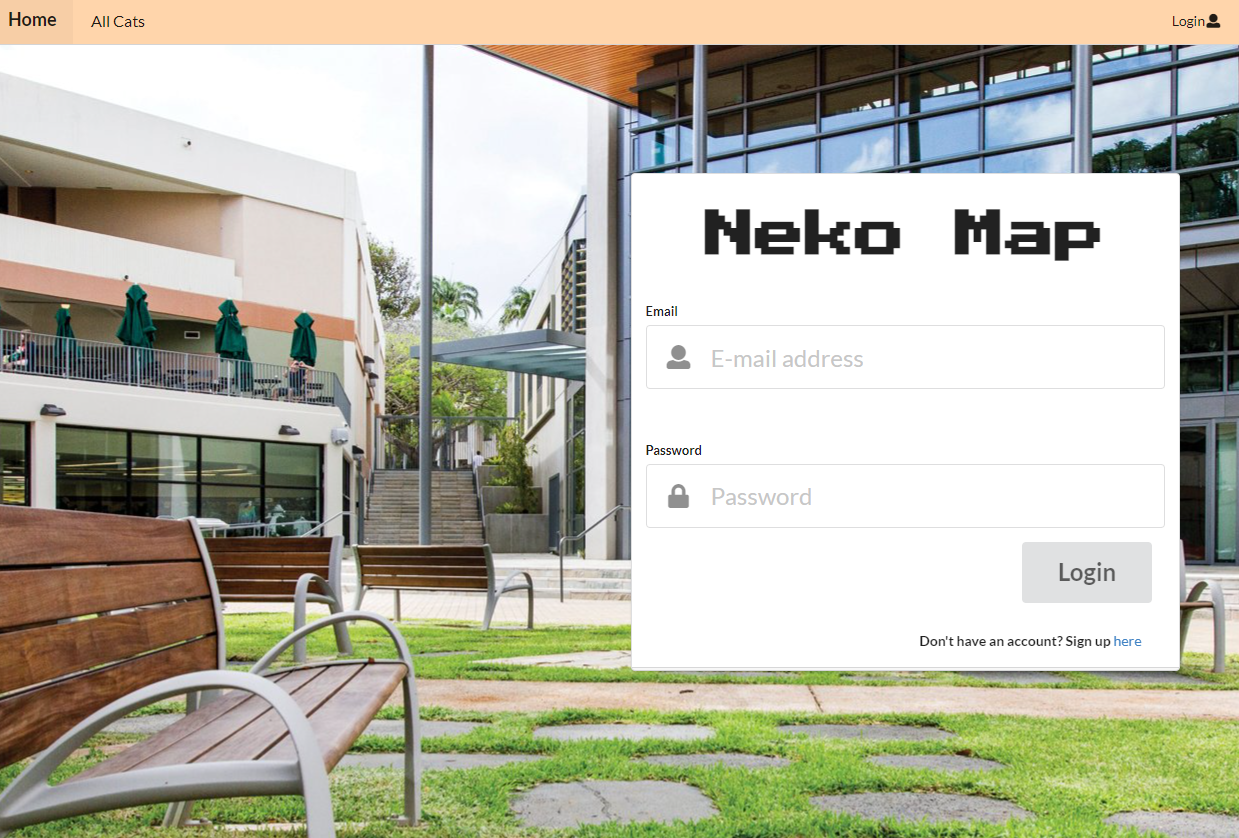 Home
All Cats
Login
Neko Map
Email
E-mail address
Password
Password
Login
Don't have an account? Sign up here